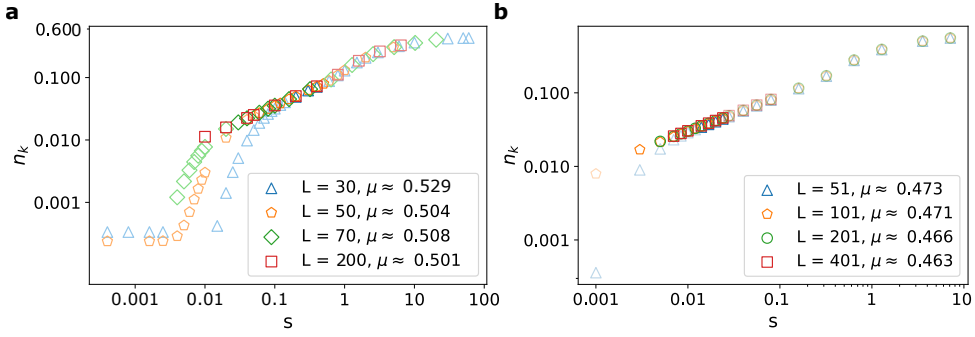 a
0.600
0.100
0.010
0.001
n_k
0.001 0.01 0.1 1 10 100
s
L = 30, μ ≈ 0.529
L = 50, μ ≈ 0.504
L = 70, μ ≈ 0.508
L = 200, μ ≈ 0.501
b
0.100
0.010
0.001
n_k
0.001 0.01 0.1 1 10
s
L = 51, μ ≈ 0.473
L = 101, μ ≈ 0.471
L = 201, μ ≈ 0.466
L = 401, μ ≈ 0.463